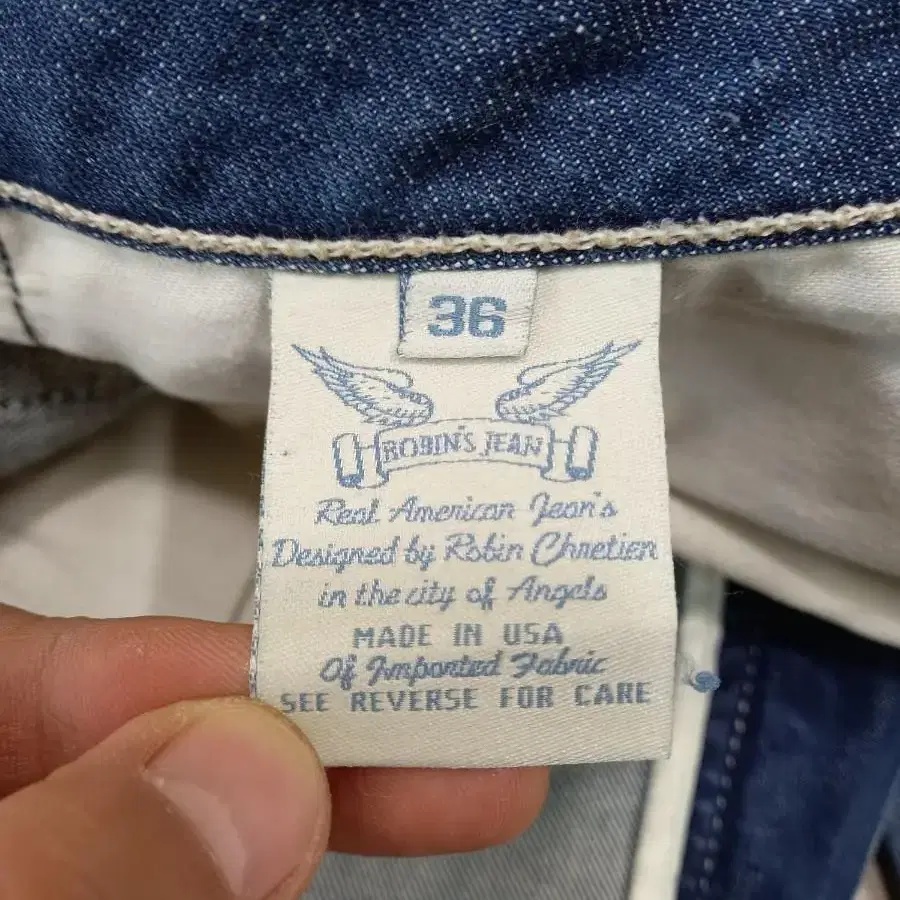 36
ROBIN'S JEAN
Real American Jean's
Designed by Robin Chretien
in the city of Angels
MADE IN USA
Of Imported Fabric
SEE REVERSE FOR CARE